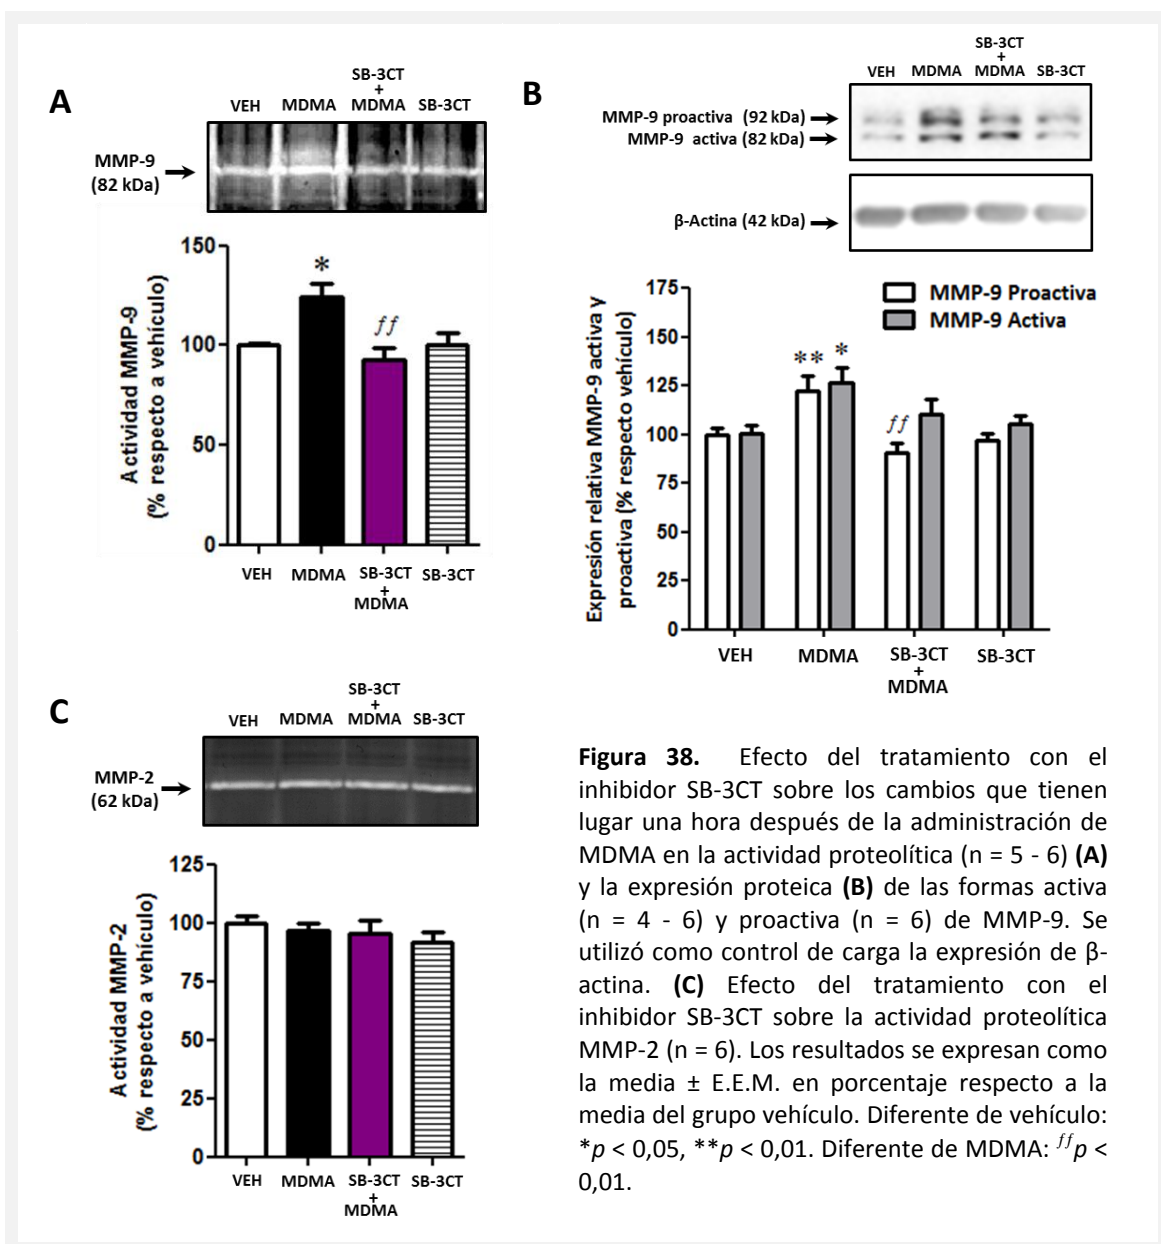 A
VEH MDMA SB-3CT + MDMA SB-3CT
MMP-9
(82 kDa)
Actividad MMP-9
(% respecto a vehículo)
150
100
50
0
*
ƒƒ
VEH MDMA SB-3CT + MDMA SB-3CT
B
VEH MDMA SB-3CT + MDMA SB-3CT
MMP-9 proactiva (92 kDa)
MMP-9 activa (82 kDa)
β-Actina (42 kDa)
Expresión relativa MMP-9 activa y
proactiva (% respecto vehículo)
175
150
125
100
75
50
25
0
MMP-9 Proactiva
MMP-9 Activa
** *
ƒƒ
VEH MDMA SB-3CT + MDMA SB-3CT
C
VEH MDMA SB-3CT + MDMA SB-3CT
MMP-2
(62 kDa)
Actividad MMP-2
(% respecto a vehículo)
125
100
75
50
25
0
VEH MDMA SB-3CT + MDMA SB-3CT
Figura 38. Efecto del tratamiento con el
inhibidor SB-3CT sobre los cambios que tienen
lugar una hora después de la administración de
MDMA en la actividad proteolítica (n = 5 - 6) (A)
y la expresión proteica (B) de las formas activa
(n = 4 - 6) y proactiva (n = 6) de MMP-9. Se
utilizó como control de carga la expresión de β-
actina. (C) Efecto del tratamiento con el
inhibidor SB-3CT sobre la actividad proteolítica
MMP-2 (n = 6). Los resultados se expresan como
la media ± E.E.M. en porcentaje respecto a la
media del grupo vehículo. Diferente de vehículo:
*p < 0,05, **p < 0,01. Diferente de MDMA: ƒƒp <
0,01.